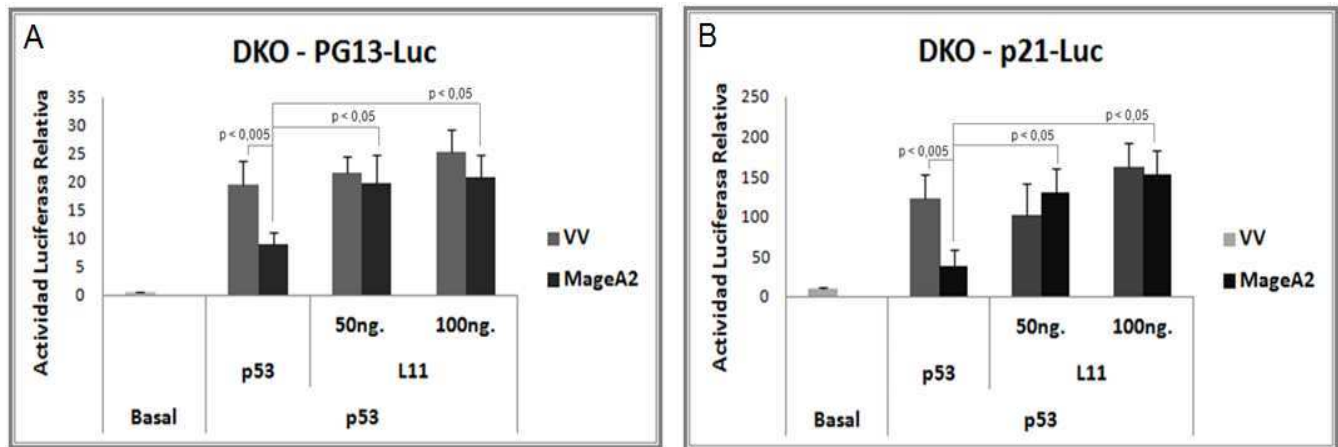 A
DKO - PG13-Luc
Actividad Luciferasa Relativa
35
30
25
20
15
10
5
0
p < 0,005
p < 0,05
p < 0,05
VV
MageA2
50ng.
100ng.
p53
L11
Basal
p53
B
DKO - p21-Luc
Actividad Luciferasa Relativa
250
200
150
100
50
0
p < 0,005
p < 0,05
p < 0,05
VV
MageA2
50ng.
100ng.
p53
L11
Basal
p53